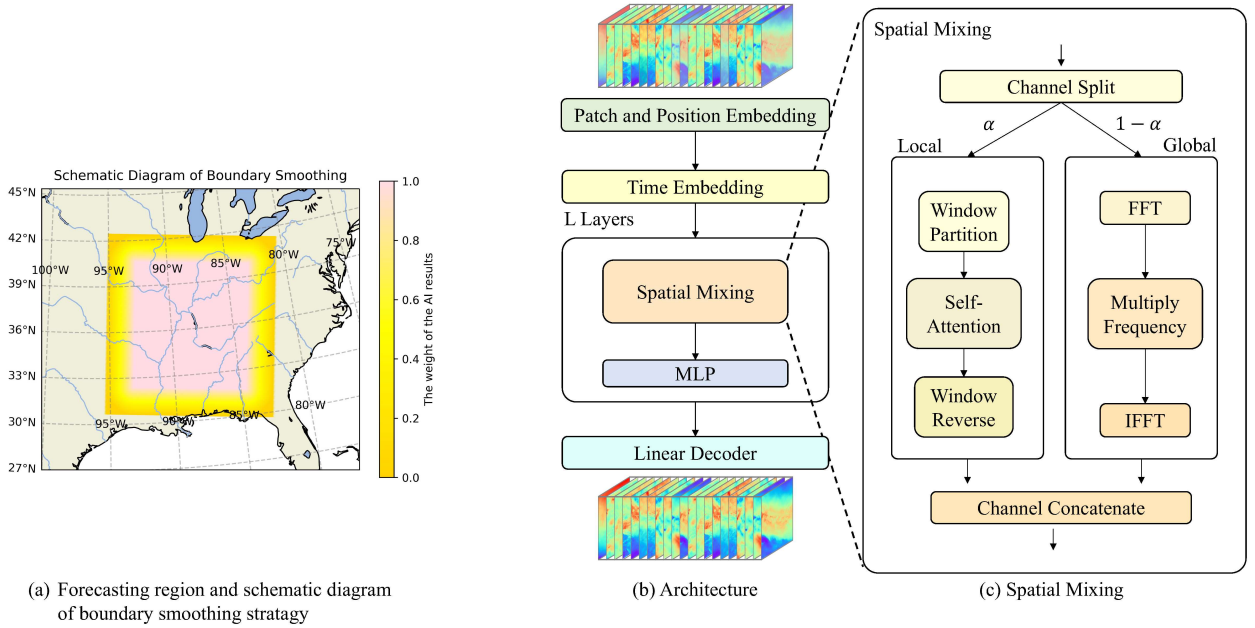 Schematic Diagram of Boundary Smoothing
45°N
42°N
39°N
36°N
33°N
30°N
27°N
100°W
95°W
90°W
85°W
80°W
75°W
95°W
90°W
85°W
80°W
1.0
0.8
0.6
0.4
0.2
0.0
The weight of the AI results
(a) Forecasting region and schematic diagram
of boundary smoothing stratagy
Patch and Position Embedding
Time Embedding
L Layers
Spatial Mixing
MLP
Linear Decoder
(b) Architecture
Spatial Mixing
Channel Split
α
1 − α
Local
Global
Window
Partition
Self-
Attention
Window
Reverse
FFT
Multiply
Frequency
IFFT
Channel Concatenate
(c) Spatial Mixing